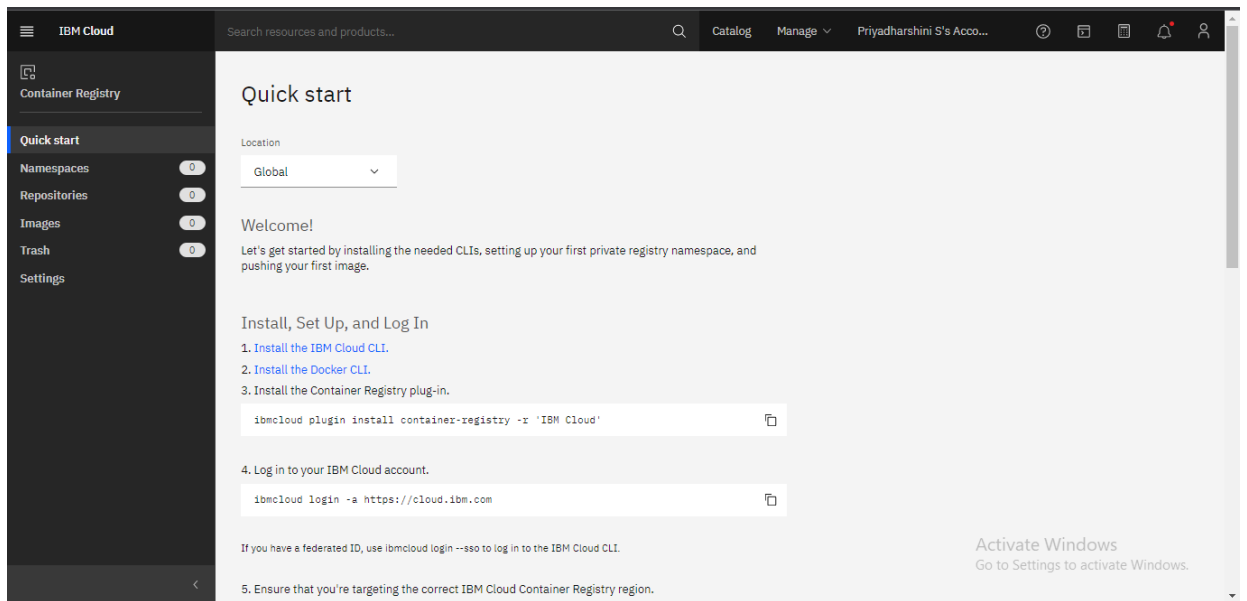 IBM Cloud
Search resources and products...
Catalog
Manage
Priyadharshini S's Acco...
Container Registry
Quick start
Namespaces 0
Repositories 0
Images 0
Trash 0
Settings
Quick start
Location
Global
Welcome!
Let's get started by installing the needed CLIs, setting up your first private registry namespace, and
pushing your first image.
Install, Set Up, and Log In
1. Install the IBM Cloud CLI.
2. Install the Docker CLI.
3. Install the Container Registry plug-in.
ibmcloud plugin install container-registry -r 'IBM Cloud'
4. Log in to your IBM Cloud account.
ibmcloud login -a https://cloud.ibm.com
If you have a federated ID, use ibmcloud login --sso to log in to the IBM Cloud CLI.
5. Ensure that you're targeting the correct IBM Cloud Container Registry region.
Activate Windows
Go to Settings to activate Windows.